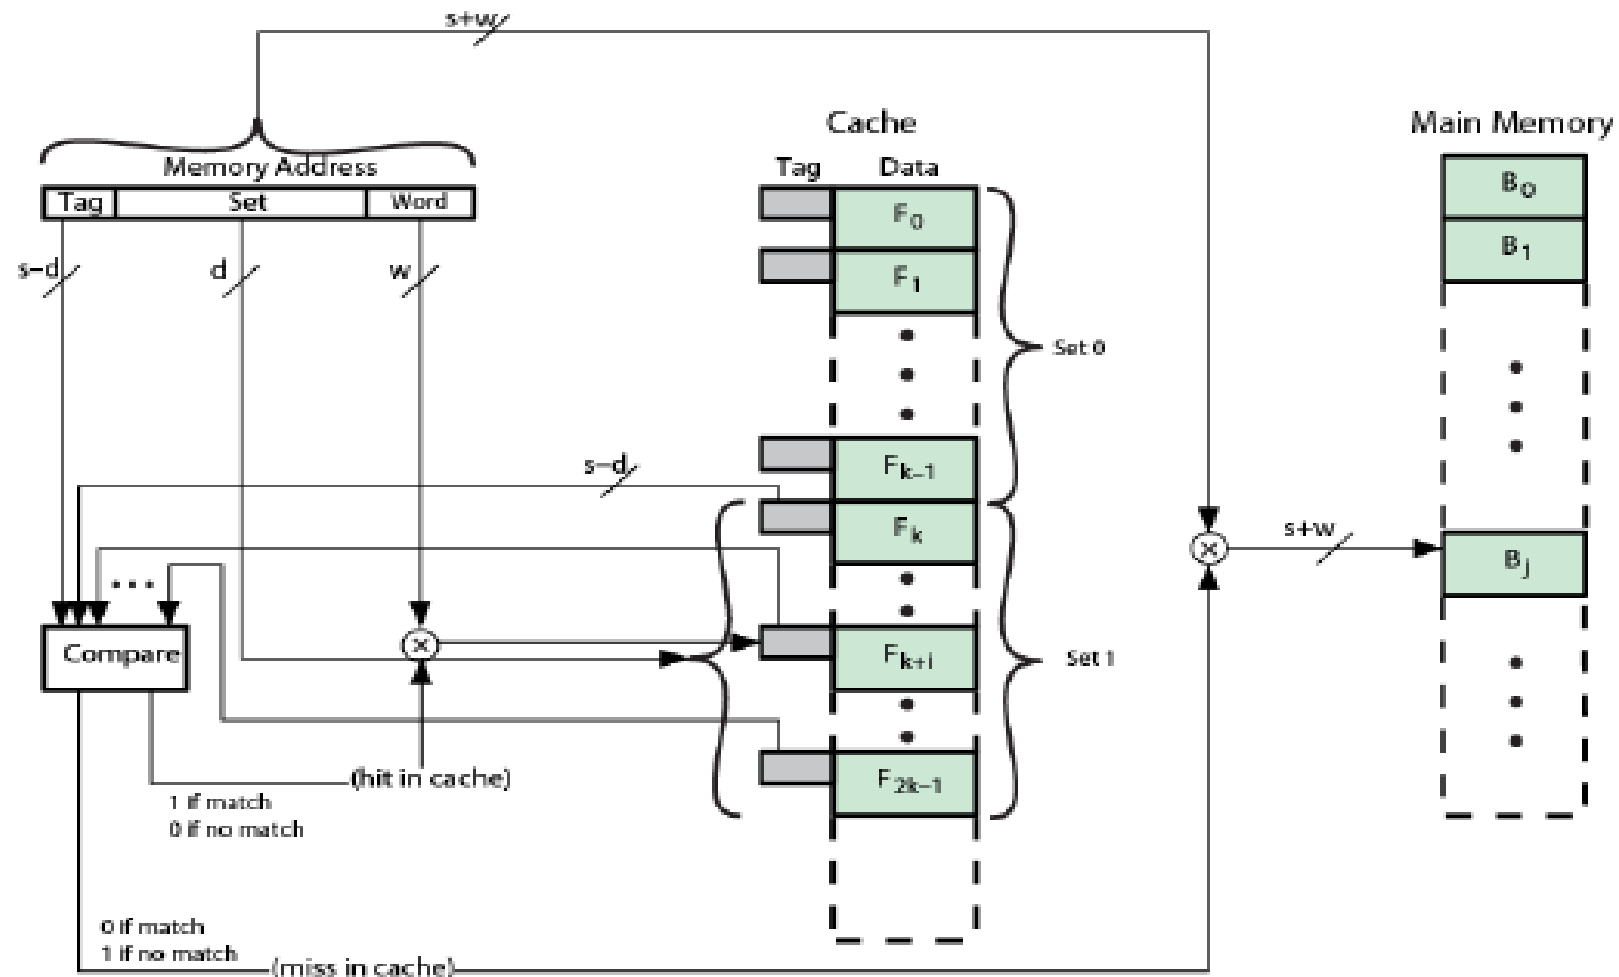 s+w
Cache
Main Memory
Memory Address
Tag
Data
Tag
Set
Word
F0
B0
B1
s–d
d
w
F1
Set 0
s–d
Fk–1
Fk
s+w
Bj
Compare
Fk+i
Set 1
(hit in cache)
F2k–1
1 if match
0 if no match
0 if match
1 if no match
(miss in cache)